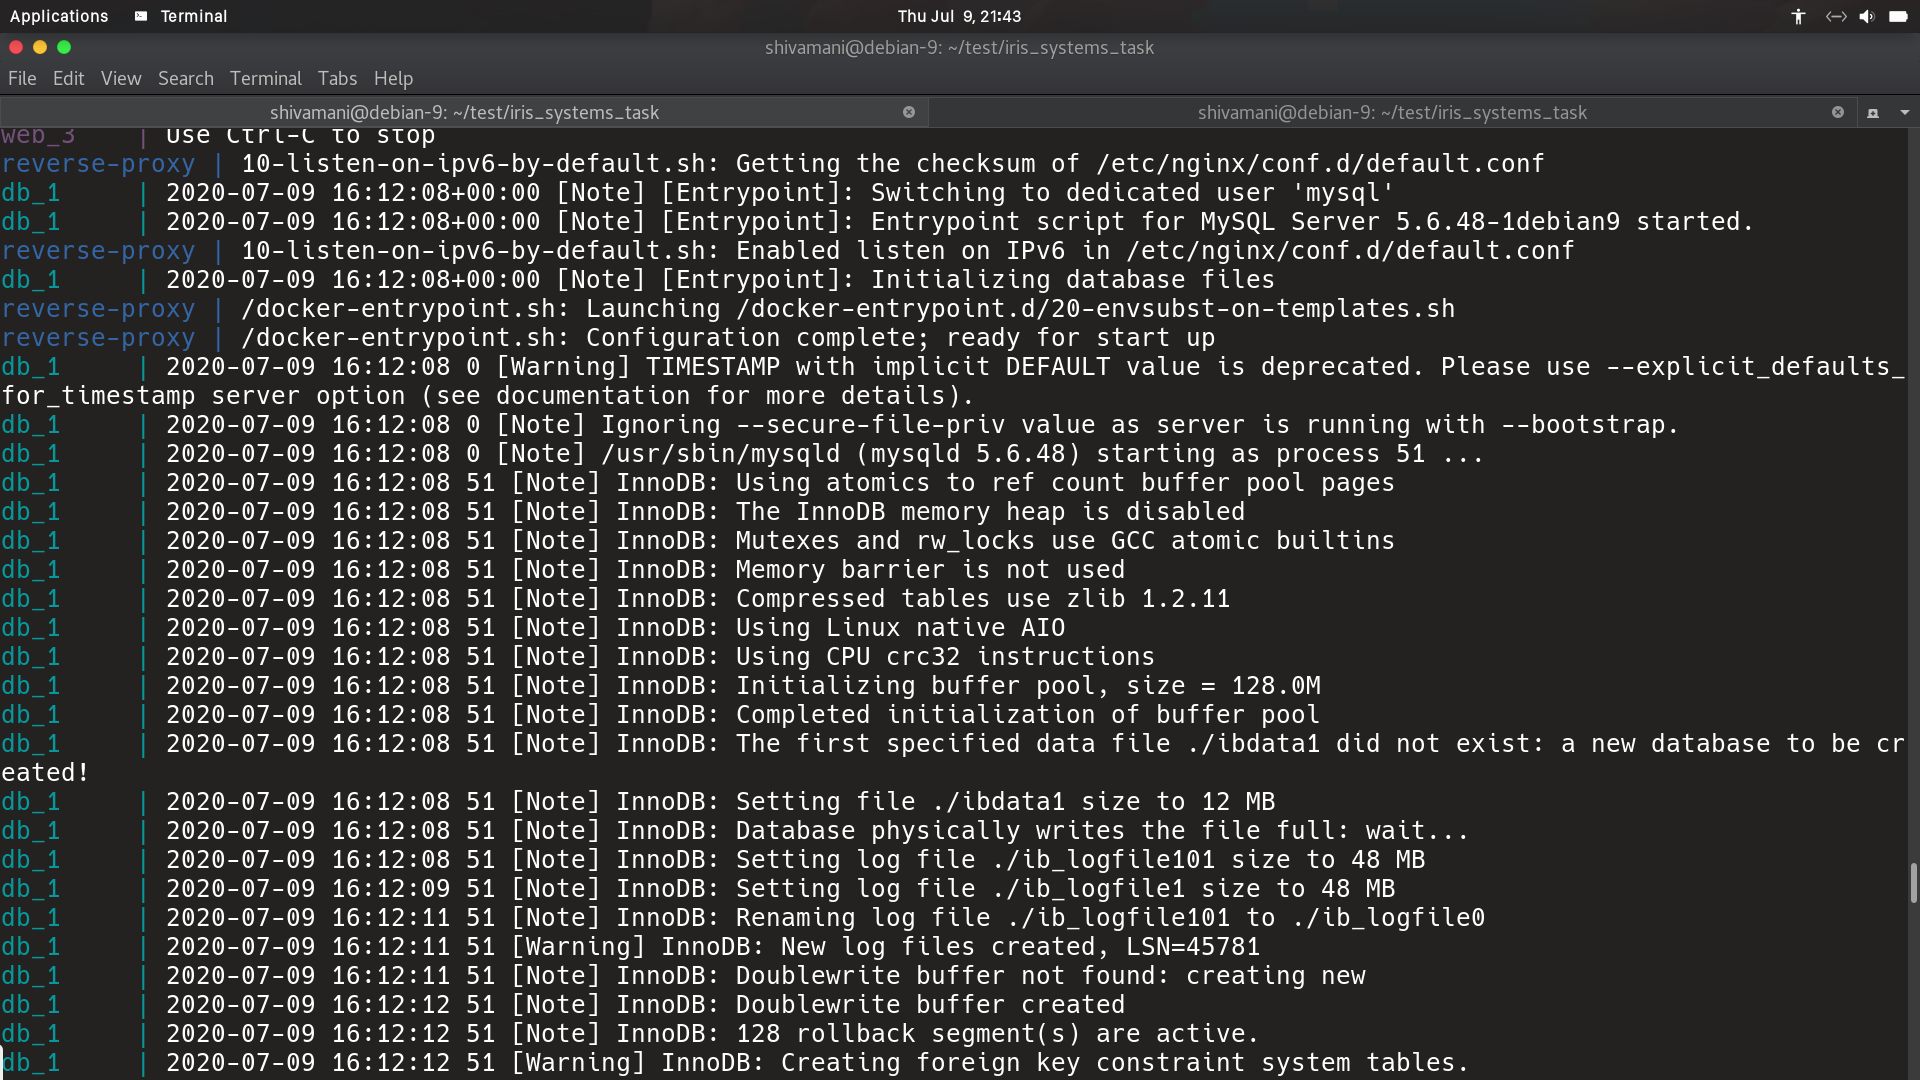 Applications Terminal Thu Jul 9, 21:43
shivamani@debian-9: ~/test/iris_systems_task
File Edit View Search Terminal Tabs Help
shivamani@debian-9: ~/test/iris_systems_task shivamani@debian-9: ~/test/iris_systems_task
web_3 | Use Ctrl-C to stop
reverse-proxy | 10-listen-on-ipv6-by-default.sh: Getting the checksum of /etc/nginx/conf.d/default.conf
db_1 | 2020-07-09 16:12:08+00:00 [Note] [Entrypoint]: Switching to dedicated user 'mysql'
db_1 | 2020-07-09 16:12:08+00:00 [Note] [Entrypoint]: Entrypoint script for MySQL Server 5.6.48-1debian9 started.
reverse-proxy | 10-listen-on-ipv6-by-default.sh: Enabled listen on IPv6 in /etc/nginx/conf.d/default.conf
db_1 | 2020-07-09 16:12:08+00:00 [Note] [Entrypoint]: Initializing database files
reverse-proxy | /docker-entrypoint.sh: Launching /docker-entrypoint.d/20-envsubst-on-templates.sh
reverse-proxy | /docker-entrypoint.sh: Configuration complete; ready for start up
db_1 | 2020-07-09 16:12:08 0 [Warning] TIMESTAMP with implicit DEFAULT value is deprecated. Please use --explicit_defaults_
for_timestamp server option (see documentation for more details).
db_1 | 2020-07-09 16:12:08 0 [Note] Ignoring --secure-file-priv value as server is running with --bootstrap.
db_1 | 2020-07-09 16:12:08 0 [Note] /usr/sbin/mysqld (mysqld 5.6.48) starting as process 51 ...
db_1 | 2020-07-09 16:12:08 51 [Note] InnoDB: Using atomics to ref count buffer pool pages
db_1 | 2020-07-09 16:12:08 51 [Note] InnoDB: The InnoDB memory heap is disabled
db_1 | 2020-07-09 16:12:08 51 [Note] InnoDB: Mutexes and rw_locks use GCC atomic builtins
db_1 | 2020-07-09 16:12:08 51 [Note] InnoDB: Memory barrier is not used
db_1 | 2020-07-09 16:12:08 51 [Note] InnoDB: Compressed tables use zlib 1.2.11
db_1 | 2020-07-09 16:12:08 51 [Note] InnoDB: Using Linux native AIO
db_1 | 2020-07-09 16:12:08 51 [Note] InnoDB: Using CPU crc32 instructions
db_1 | 2020-07-09 16:12:08 51 [Note] InnoDB: Initializing buffer pool, size = 128.0M
db_1 | 2020-07-09 16:12:08 51 [Note] InnoDB: Completed initialization of buffer pool
db_1 | 2020-07-09 16:12:08 51 [Note] InnoDB: The first specified data file ./ibdata1 did not exist: a new database to be cr
eated!
db_1 | 2020-07-09 16:12:08 51 [Note] InnoDB: Setting file ./ibdata1 size to 12 MB
db_1 | 2020-07-09 16:12:08 51 [Note] InnoDB: Database physically writes the file full: wait...
db_1 | 2020-07-09 16:12:08 51 [Note] InnoDB: Setting log file ./ib_logfile101 size to 48 MB
db_1 | 2020-07-09 16:12:09 51 [Note] InnoDB: Setting log file ./ib_logfile1 size to 48 MB
db_1 | 2020-07-09 16:12:11 51 [Note] InnoDB: Renaming log file ./ib_logfile101 to ./ib_logfile0
db_1 | 2020-07-09 16:12:11 51 [Warning] InnoDB: New log files created, LSN=45781
db_1 | 2020-07-09 16:12:11 51 [Note] InnoDB: Doublewrite buffer not found: creating new
db_1 | 2020-07-09 16:12:12 51 [Note] InnoDB: Doublewrite buffer created
db_1 | 2020-07-09 16:12:12 51 [Note] InnoDB: 128 rollback segment(s) are active.
db_1 | 2020-07-09 16:12:12 51 [Warning] InnoDB: Creating foreign key constraint system tables.